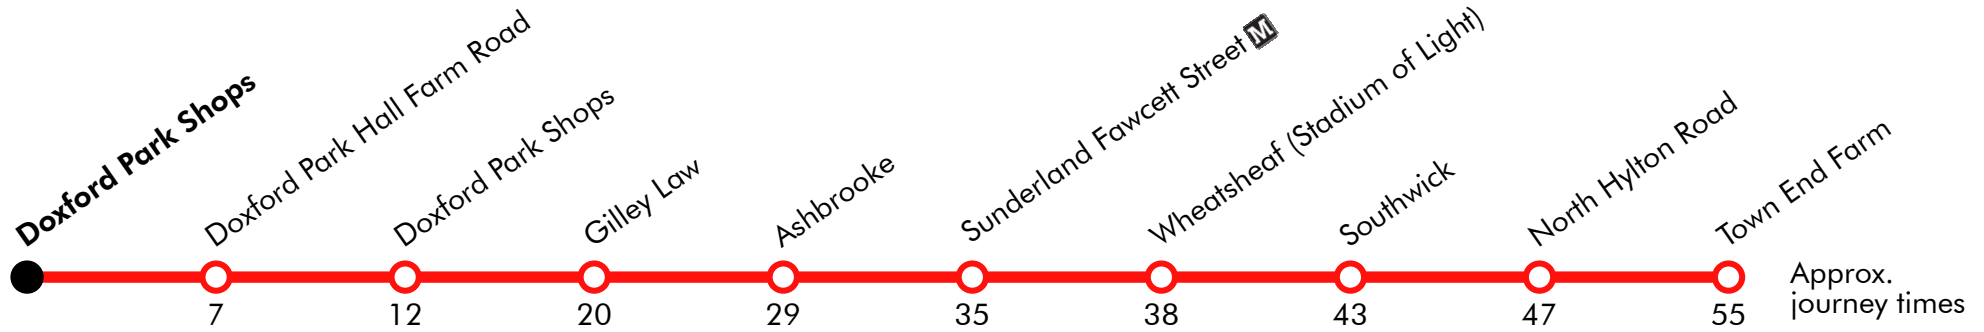 Doxford Park Shops
Doxford Park Hall Farm Road
Doxford Park Shops
Gilley Law
Ashbrooke
Sunderland Fawcett Street M
Wheatsheaf (Stadium of Light)
Southwick
North Hylton Road
Town End Farm
7 12 20 29 35 38 43 47 55
Approx.
journey times